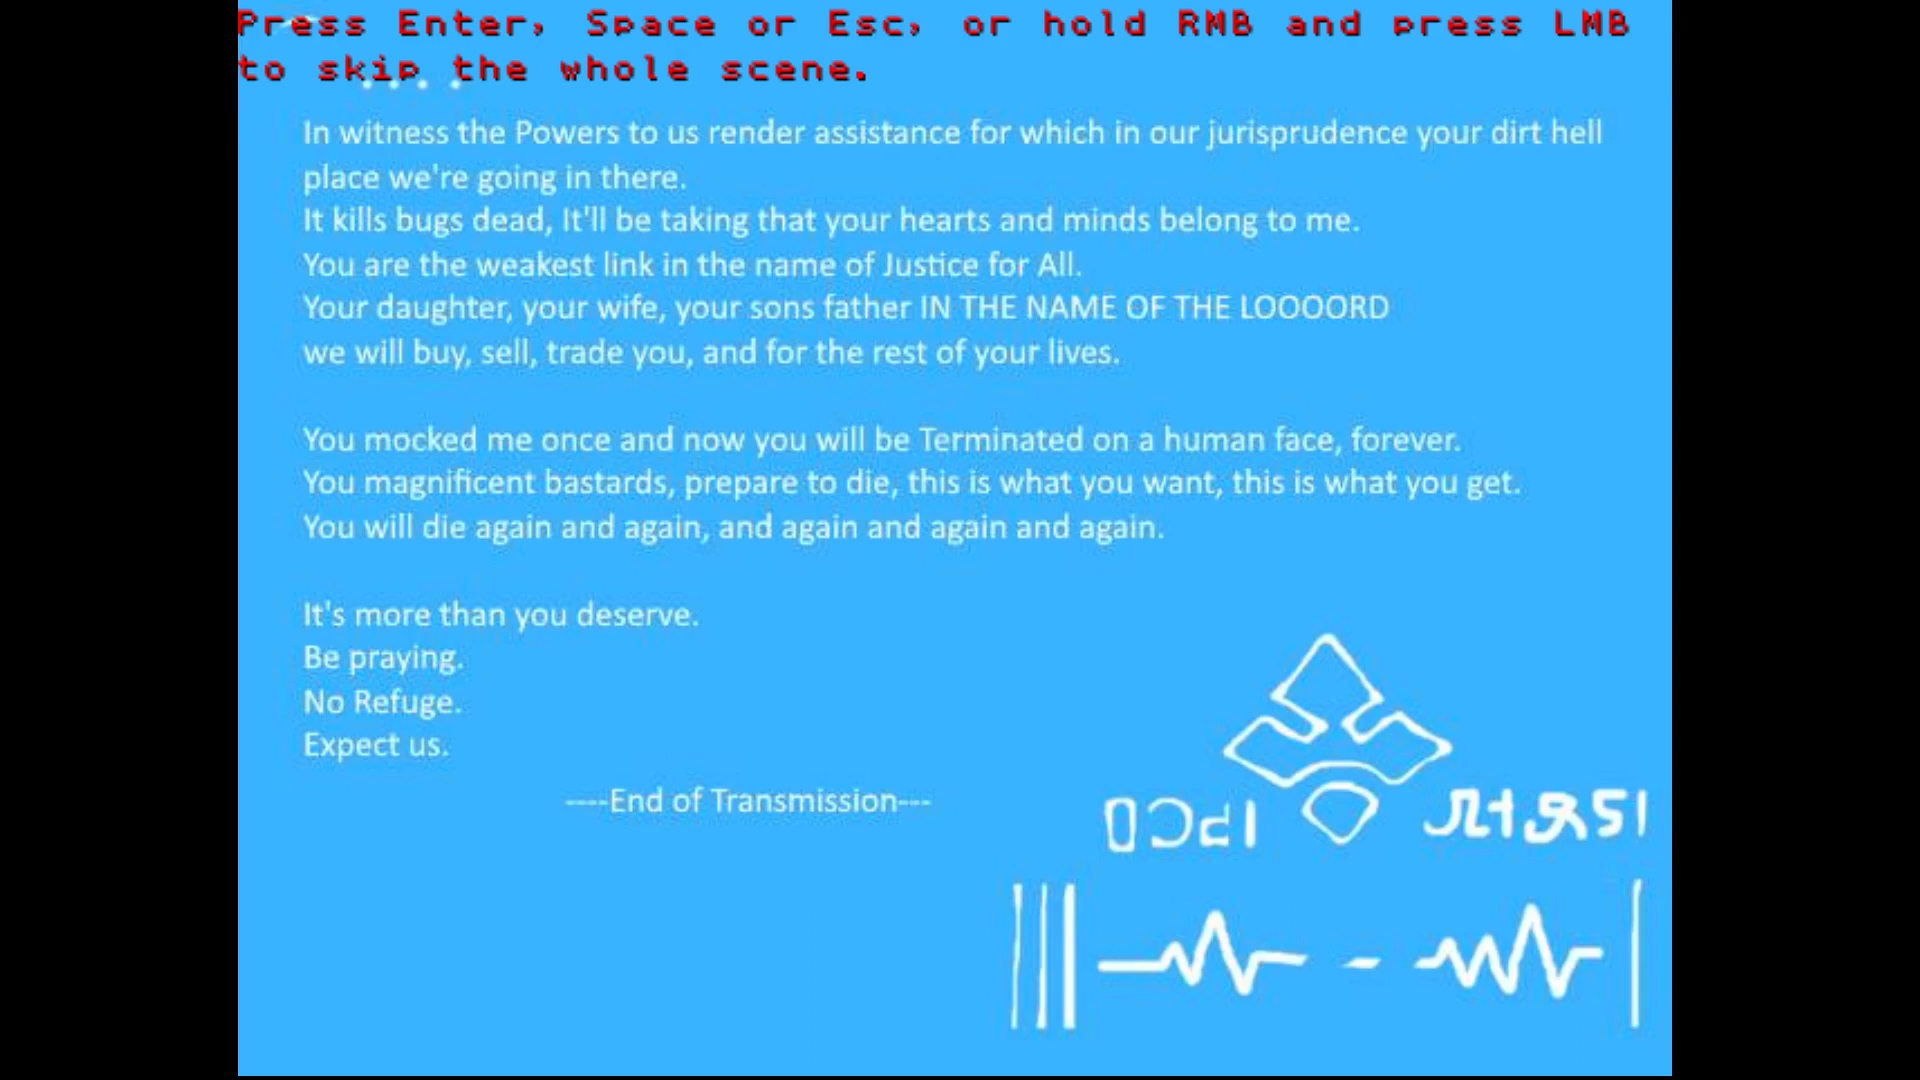 Press Enter, Space or Esc, or hold RMB and press LMB
to skip the whole scene.
In witness the Powers to us render assistance for which in our jurisprudence your dirt hell
place we're going in there.
It kills bugs dead, It'll be taking that your hearts and minds belong to me.
You are the weakest link in the name of Justice for All.
Your daughter, your wife, your sons father IN THE NAME OF THE LOOOORD
we will buy, sell, trade you, and for the rest of your lives.
You mocked me once and now you will be Terminated on a human face, forever.
You magnificent bastards, prepare to die, this is what you want, this is what you get.
You will die again and again, and again and again and again.
It's more than you deserve.
Be praying.
No Refuge.
Expect us.
----End of Transmission---